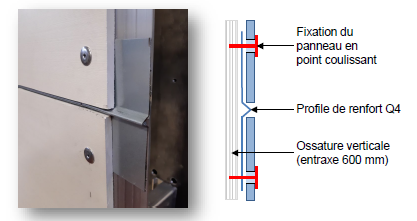 Fixation du
panneau en
point coulissant
Profile de renfort Q4
Ossature verticale
(entraxe 600 mm)